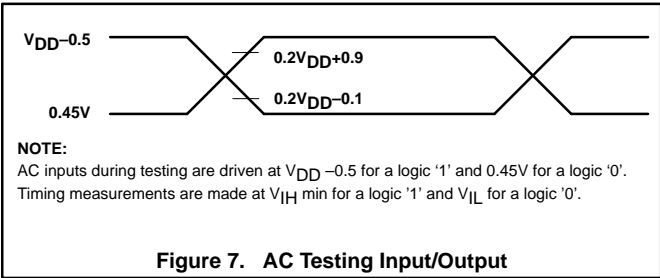 VDD–0.5
0.2VDD+0.9
0.2VDD–0.1
0.45V
NOTE:
AC inputs during testing are driven at VDD –0.5 for a logic '1' and 0.45V for a logic ‘0’.
Timing measurements are made at VIH min for a logic ’1’ and VIL for a logic ’0’.
Figure 7. AC Testing Input/Output